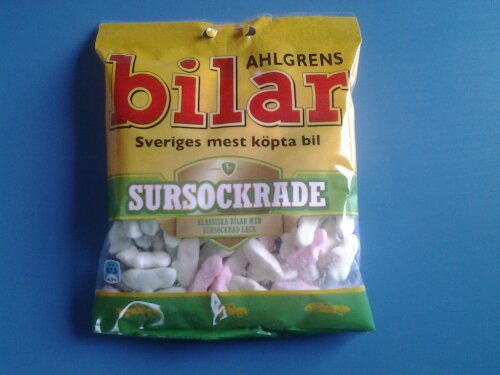 AHLGRENS
bilar
Sveriges mest köpta bil
SURSOCKRADE
KLASSISKA BILAR MED
SURSOCKRAD LACK